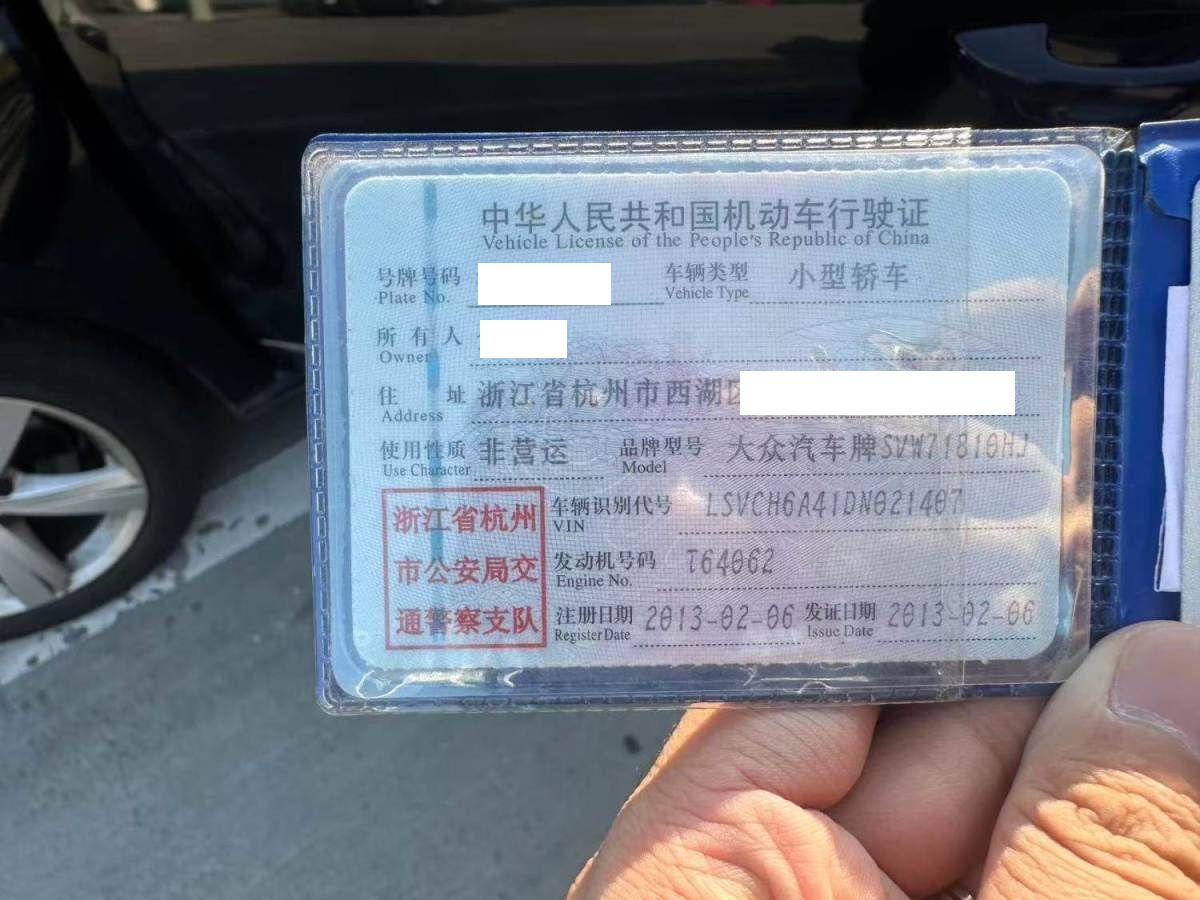 中华人民共和国机动车行驶证
Vehicle License of the People's Republic of China
号牌号码 车辆类型 小型轿车
Plate No. Vehicle Type
所有人
Owner
住址 浙江省杭州市西湖区
Address
使用性质 非营运 品牌型号 大众汽车牌SVW71810HJ
Use Character Model
浙江省杭州 车辆识别代号 LSVCH6A41DN021407
VIN
市公安局交 发动机号码 T64062
Engine No.
通警察支队 注册日期 2013-02-06 发证日期 2013-02-06
Register Date Issue Date